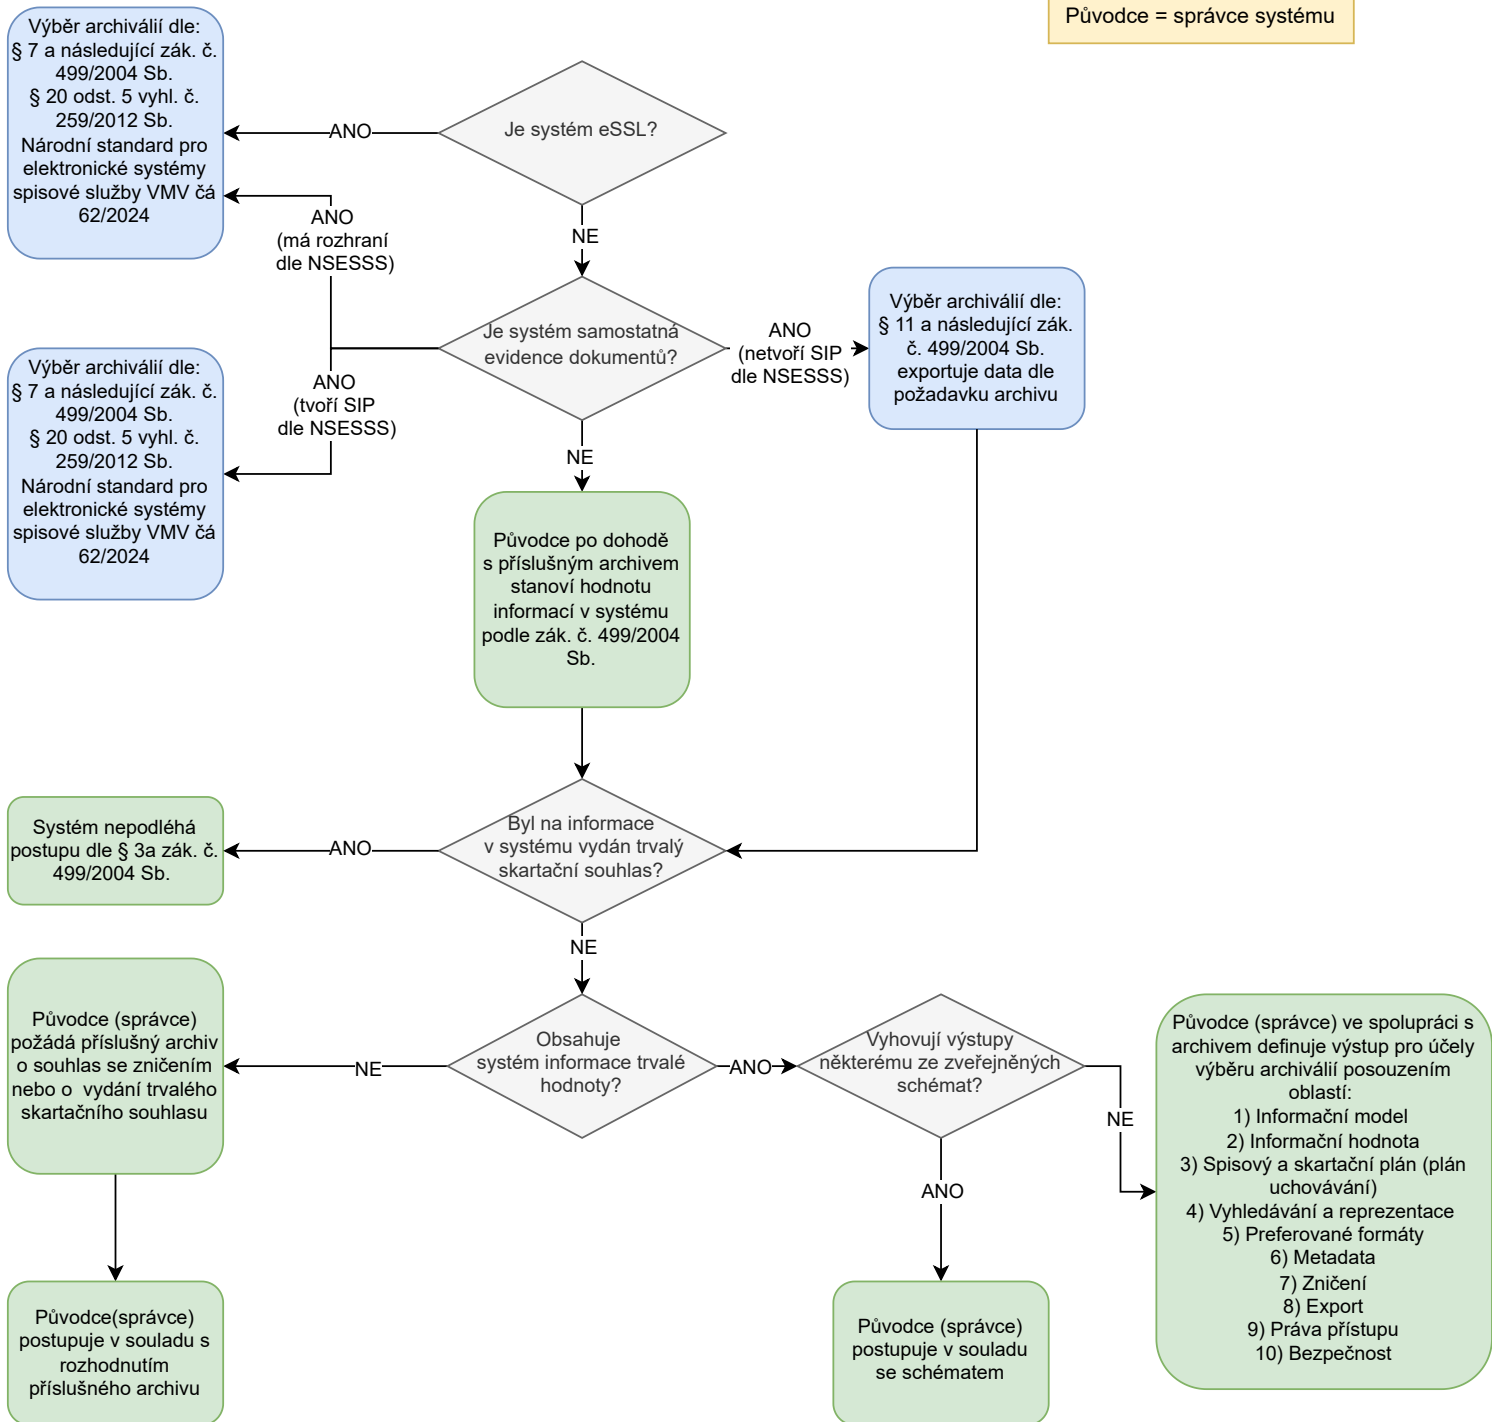 Původce = správce systému
Výběr archiválií dle:
§ 7 a následující zák. č.
499/2004 Sb.
§ 20 odst. 5 vyhl. č.
259/2012 Sb.
Národní standard pro
elektronické systémy
spisové služby VMV čá
62/2024
ANO
Je systém eSSL?
NE
ANO
(má rozhraní
dle NSESSS)
Je systém samostatná
evidence dokumentů?
ANO
(netvoří SIP
dle NSESSS)
Výběr archiválií dle:
§ 11 a následující zák.
č. 499/2004 Sb.
exportuje data dle
požadavku archivu
ANO
(tvoří SIP
dle NSESSS)
Výběr archiválií dle:
§ 7 a následující zák. č.
499/2004 Sb.
§ 20 odst. 5 vyhl. č.
259/2012 Sb.
Národní standard pro
elektronické systémy
spisové služby VMV čá
62/2024
NE
Původce po dohodě
s příslušným archivem
stanoví hodnotu
informací v systému
podle zák. č. 499/2004
Sb.
Byl na informace
v systému vydán trvalý
skartační souhlas?
ANO
Systém nepodléhá
postupu dle § 3a zák. č.
499/2004 Sb.
NE
Obsahuje
systém informace trvalé
hodnoty?
NE
Původce (správce)
požádá příslušný archiv
o souhlas se zničením
nebo o  vydání trvalého
skartačního souhlasu
Původce(správce)
postupuje v souladu s
rozhodnutím
příslušného archivu
ANO
Vyhovují výstupy
některému ze zveřejněných
schémat?
ANO
Původce (správce)
postupuje v souladu
se schématem
NE
Původce (správce) ve spolupráci s
archivem definuje výstup pro účely
výběru archiválií posouzením
oblastí:
1) Informační model
2) Informační hodnota
3) Spisový a skartační plán (plán
uchovávání)
4) Vyhledávání a reprezentace
5) Preferované formáty
6) Metadata
7) Zničení
8) Export
9) Práva přístupu
10) Bezpečnost